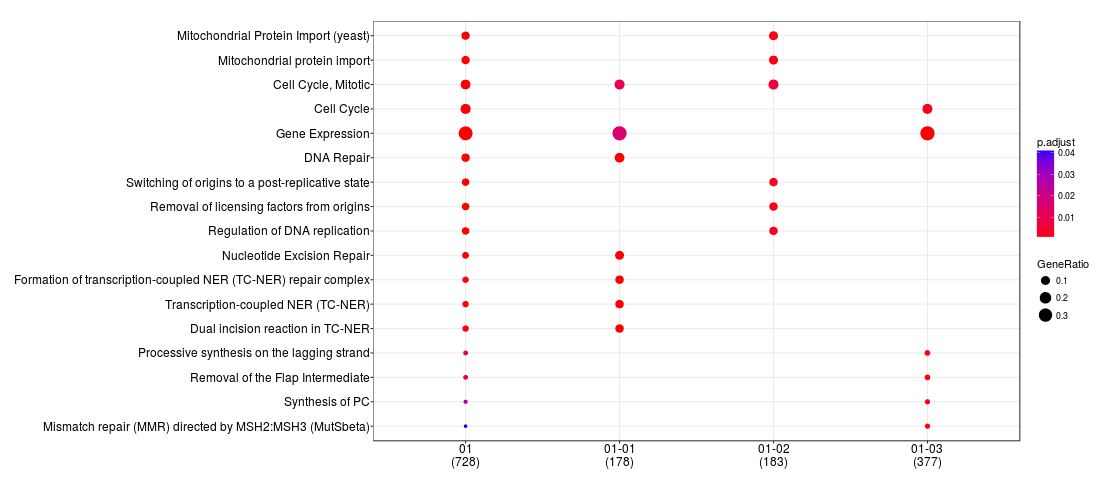 Mitochondrial Protein Import (yeast)
Mitochondrial protein import
Cell Cycle, Mitotic
Cell Cycle
Gene Expression
DNA Repair
Switching of origins to a post-replicative state
Removal of licensing factors from origins
Regulation of DNA replication
Nucleotide Excision Repair
Formation of transcription-coupled NER (TC-NER) repair complex
Transcription-coupled NER (TC-NER)
Dual incision reaction in TC-NER
Processive synthesis on the lagging strand
Removal of the Flap Intermediate
Synthesis of PC
Mismatch repair (MMR) directed by MSH2:MSH3 (MutSbeta)
01 01-01 01-02 01-03
(728) (178) (183) (377)
p.adjust
0.04
0.03
0.02
0.01
GeneRatio
0.1
0.2
0.3